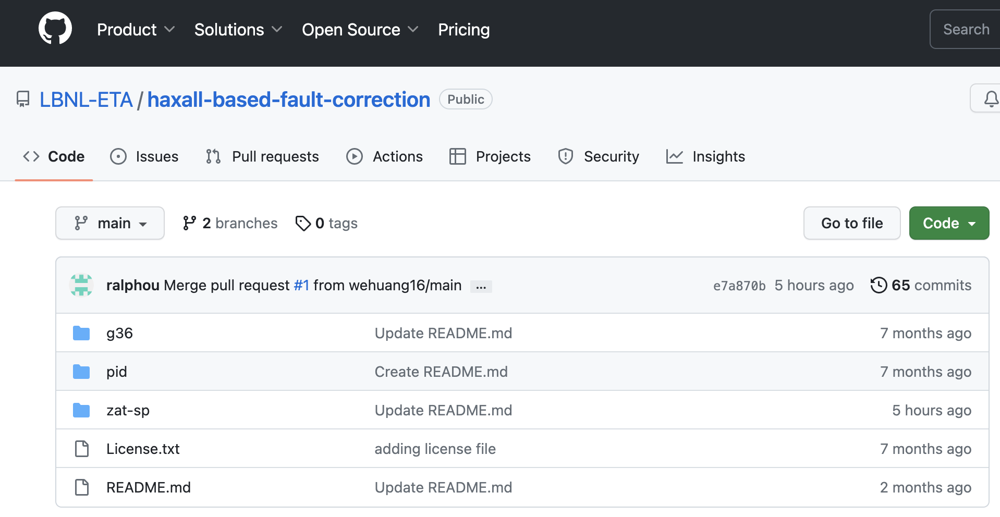 Product Solutions Open Source Pricing Search
LBNL-ETA / haxall-based-fault-correction Public
Code Issues Pull requests Actions Projects Security Insights
main 2 branches 0 tags Go to file Code
ralphou Merge pull request #1 from wehuang16/main ... e7a870b 5 hours ago 65 commits
g36 Update README.md 7 months ago
pid Create README.md 7 months ago
zat-sp Update README.md 5 hours ago
License.txt adding license file 7 months ago
README.md Update README.md 2 months ago